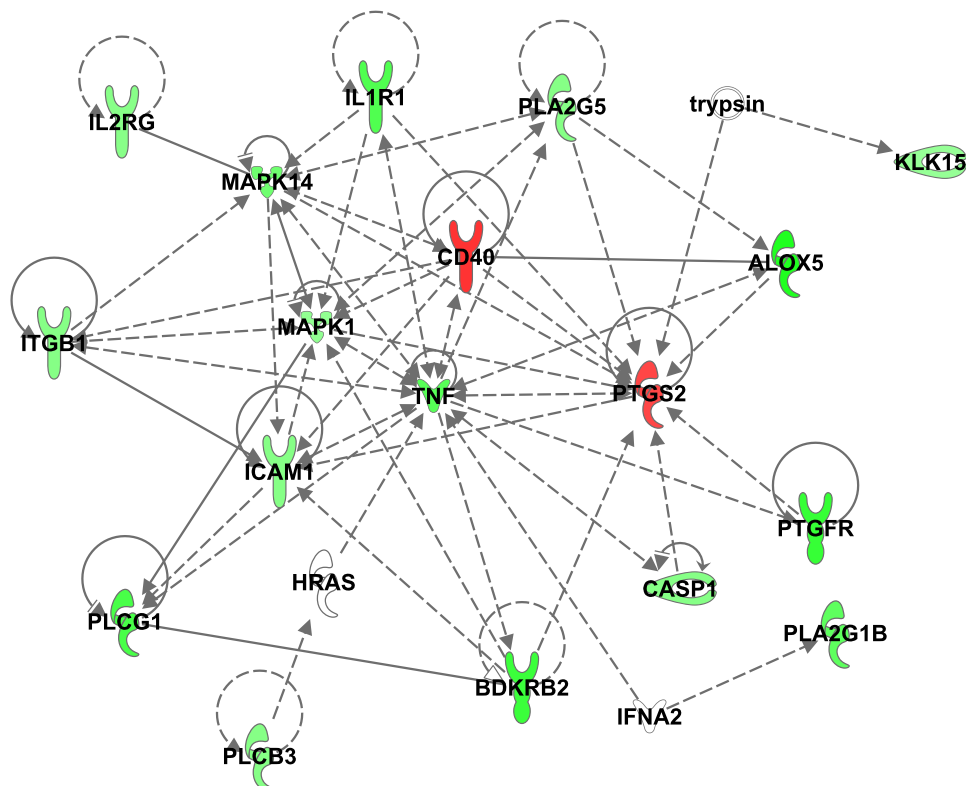 IL1R1
PLA2G5
trypsin
IL2RG
KLK15
MAPK14
CD40
ALOX5
MAPK1
ITGB1
TNF
PTGS2
ICAM1
PTGFR
HRAS
CASP1
PLCG1
PLA2G1B
BDKRB2
IFNA2
PLCB3